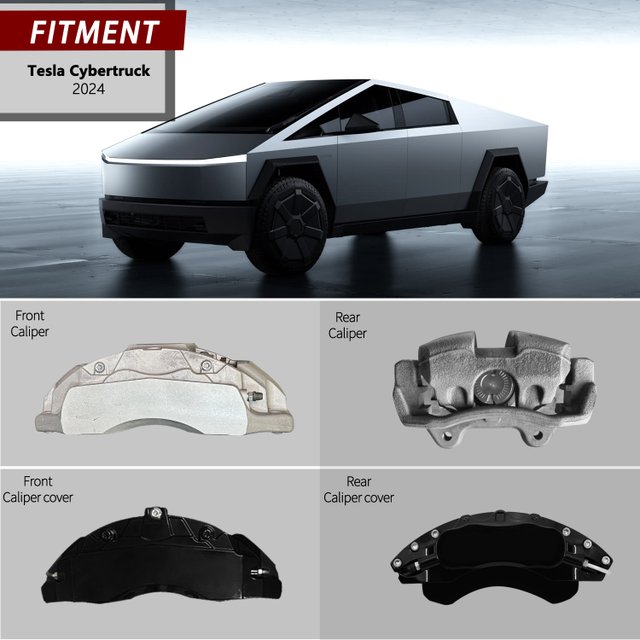 FITMENT
Tesla Cybertruck
2024
Front
Caliper
Rear
Caliper
Front
Caliper cover
Rear
Caliper cover